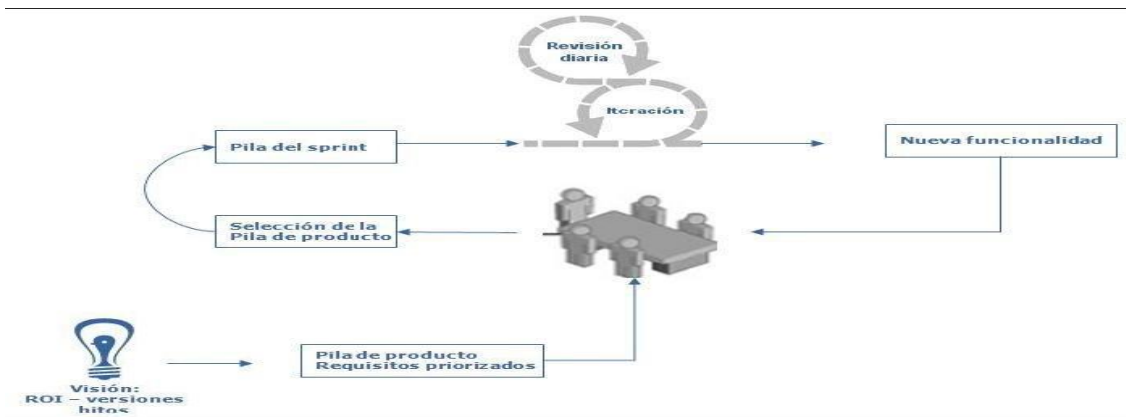 Revisión
diaria
Iteración
Pila del sprint
Nueva funcionalidad
Selección de la
Pila de producto
Pila de producto
Requisitos priorizados
Visión:
ROI – versiones
hitos